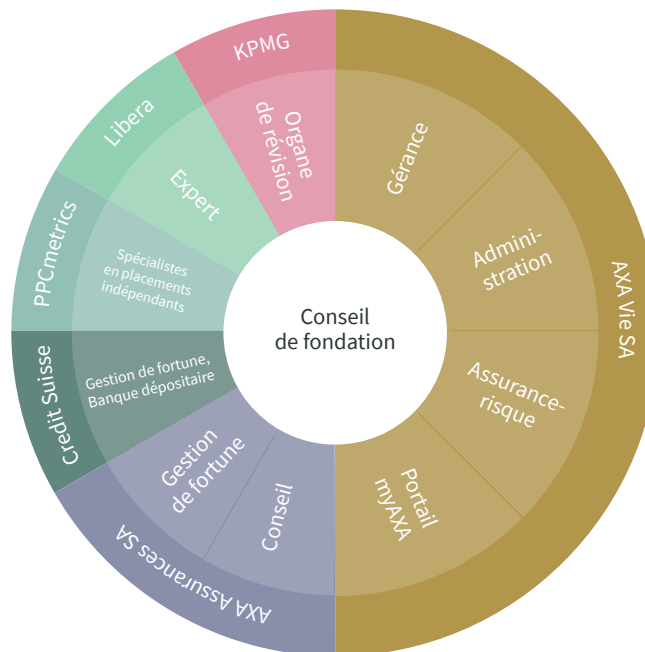 KPMG
Organe
de révision
Libera
Expert
PPCmetrics
Spécialistes
en placements
indépendants
Credit Suisse
Gestion de fortune,
Banque dépositaire
AXA Assurances SA
Gestion
de fortune
Conseil
AXA Vie SA
Gérance
Admini-
stration
Assurance-
risque
Portail
myAXA
Conseil
de fondation